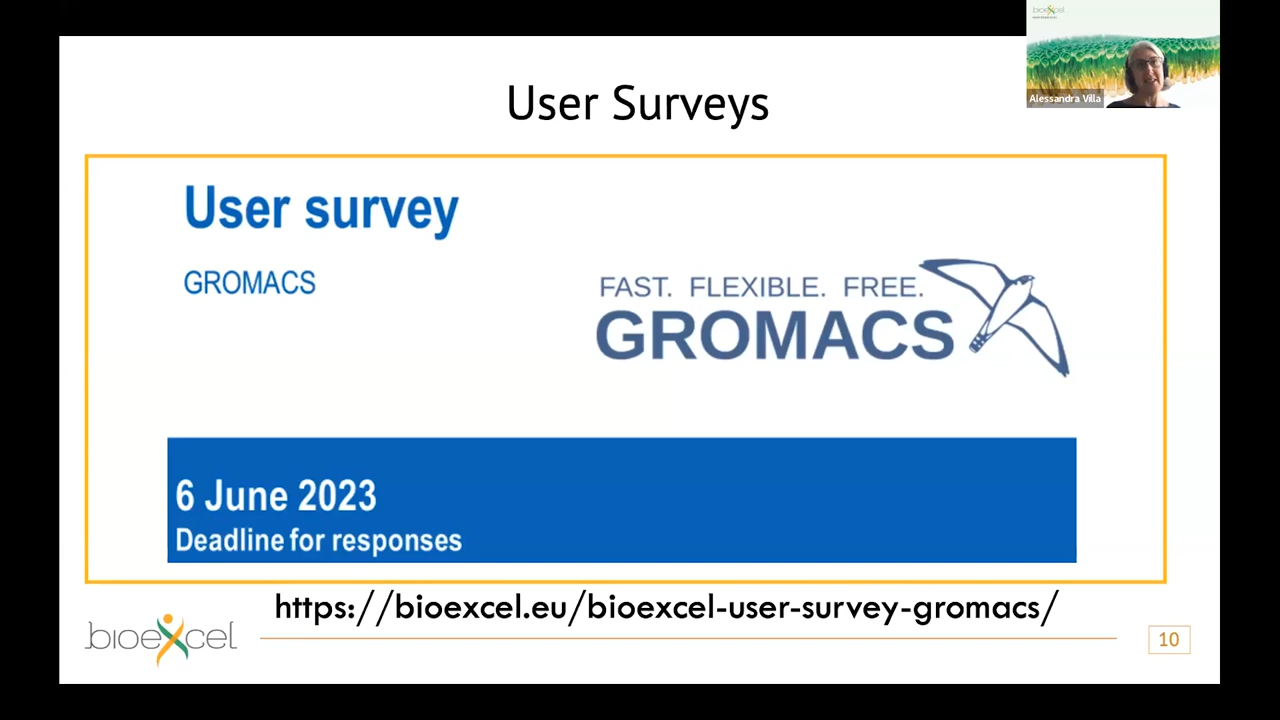 bioexcel
Alessandra Villa
User Surveys
User survey
GROMACS
FAST. FLEXIBLE. FREE.
GROMACS
6 June 2023
Deadline for responses
https://bioexcel.eu/bioexcel-user-survey-gromacs/
bioexcel
10